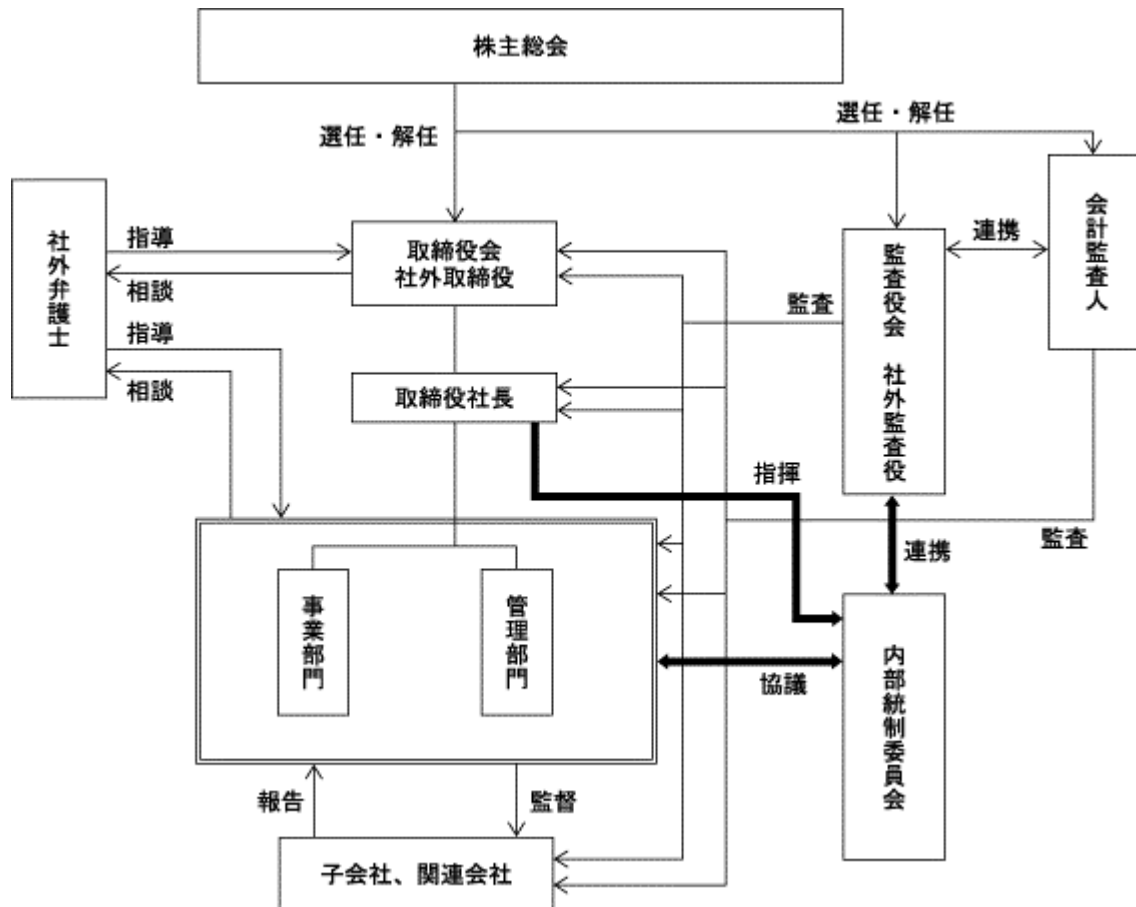 株主総会
選任・解任
選任・解任
社外弁護士
指導
相談
指導
相談
取締役会
社外取締役
監査
監査役会 社外監査役
連携
会計監査人
取締役社長
指揮
監査
連携
事業部門
管理部門
協議
内部統制委員会
報告
監督
子会社、関連会社